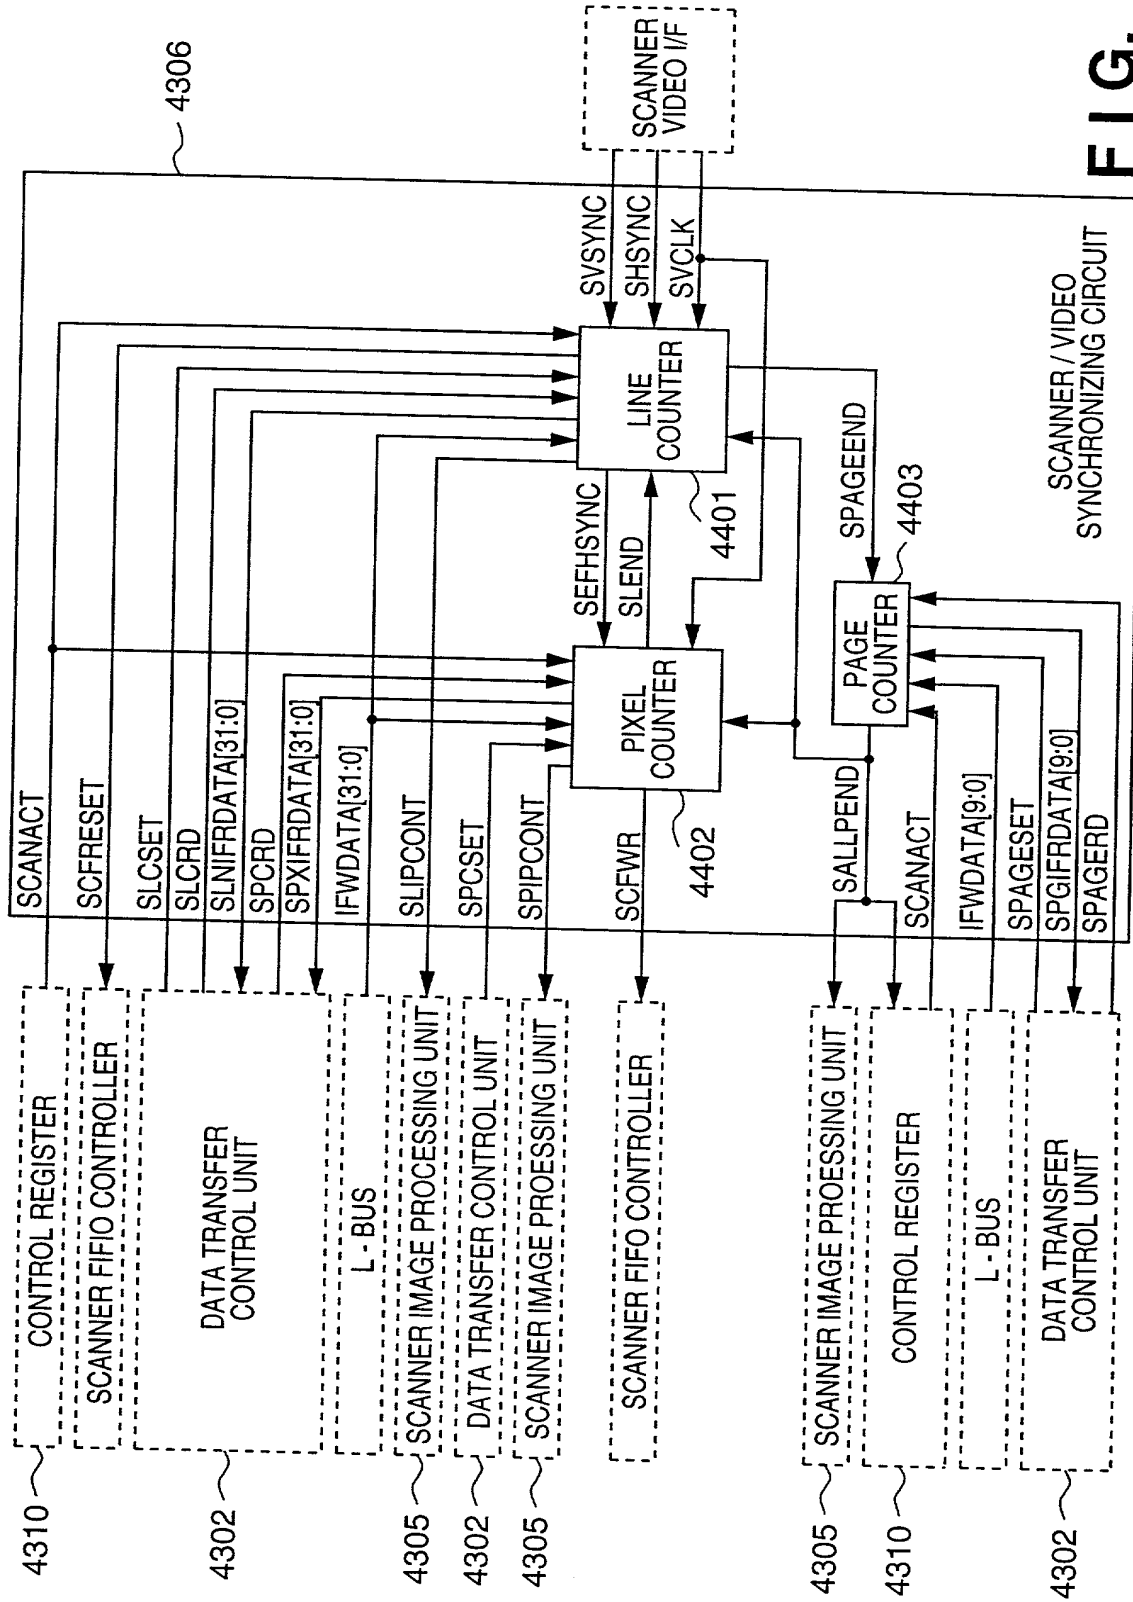 FIG.
4306
SCANNER
VIDEO I/F
SVSYNC
SHSYNC
SVCLK
LINE
COUNTER
4401
SEFHSYNC
SLEND
PIXEL
COUNTER
4402
SPAGEEND
4403
PAGE
COUNTER
SCANNER / VIDEO
SYNCHRONIZING CIRCUIT
SCANACT
SCFRESET
SLCSET
SLCRD
SLNIFRDATA[31:0]
SPCRD
SPXIFRDATA[31:0]
IFWDATA[31:0]
SLIPCONT
SPCSET
SPIPCONT
SCFWR
SALLPEND
SCANACT
IFWDATA[9:0]
SPAGESET
SPGIFRDATA[9:0]
SPAGERD
CONTROL REGISTER
SCANNER FIFIO CONTROLLER
DATA TRANSFER
CONTROL UNIT
L - BUS
SCANNER IMAGE PROCESSING UNIT
DATA TRANSFER CONTROL UNIT
SCANNER IMAGE PROESSING UNIT
SCANNER FIFO CONTROLLER
SCANNER IMAGE PROESSING UNIT
CONTROL REGISTER
L - BUS
DATA TRANSFER
CONTROL UNIT
4310
4302
4305
4302
4305
4305
4310
4302